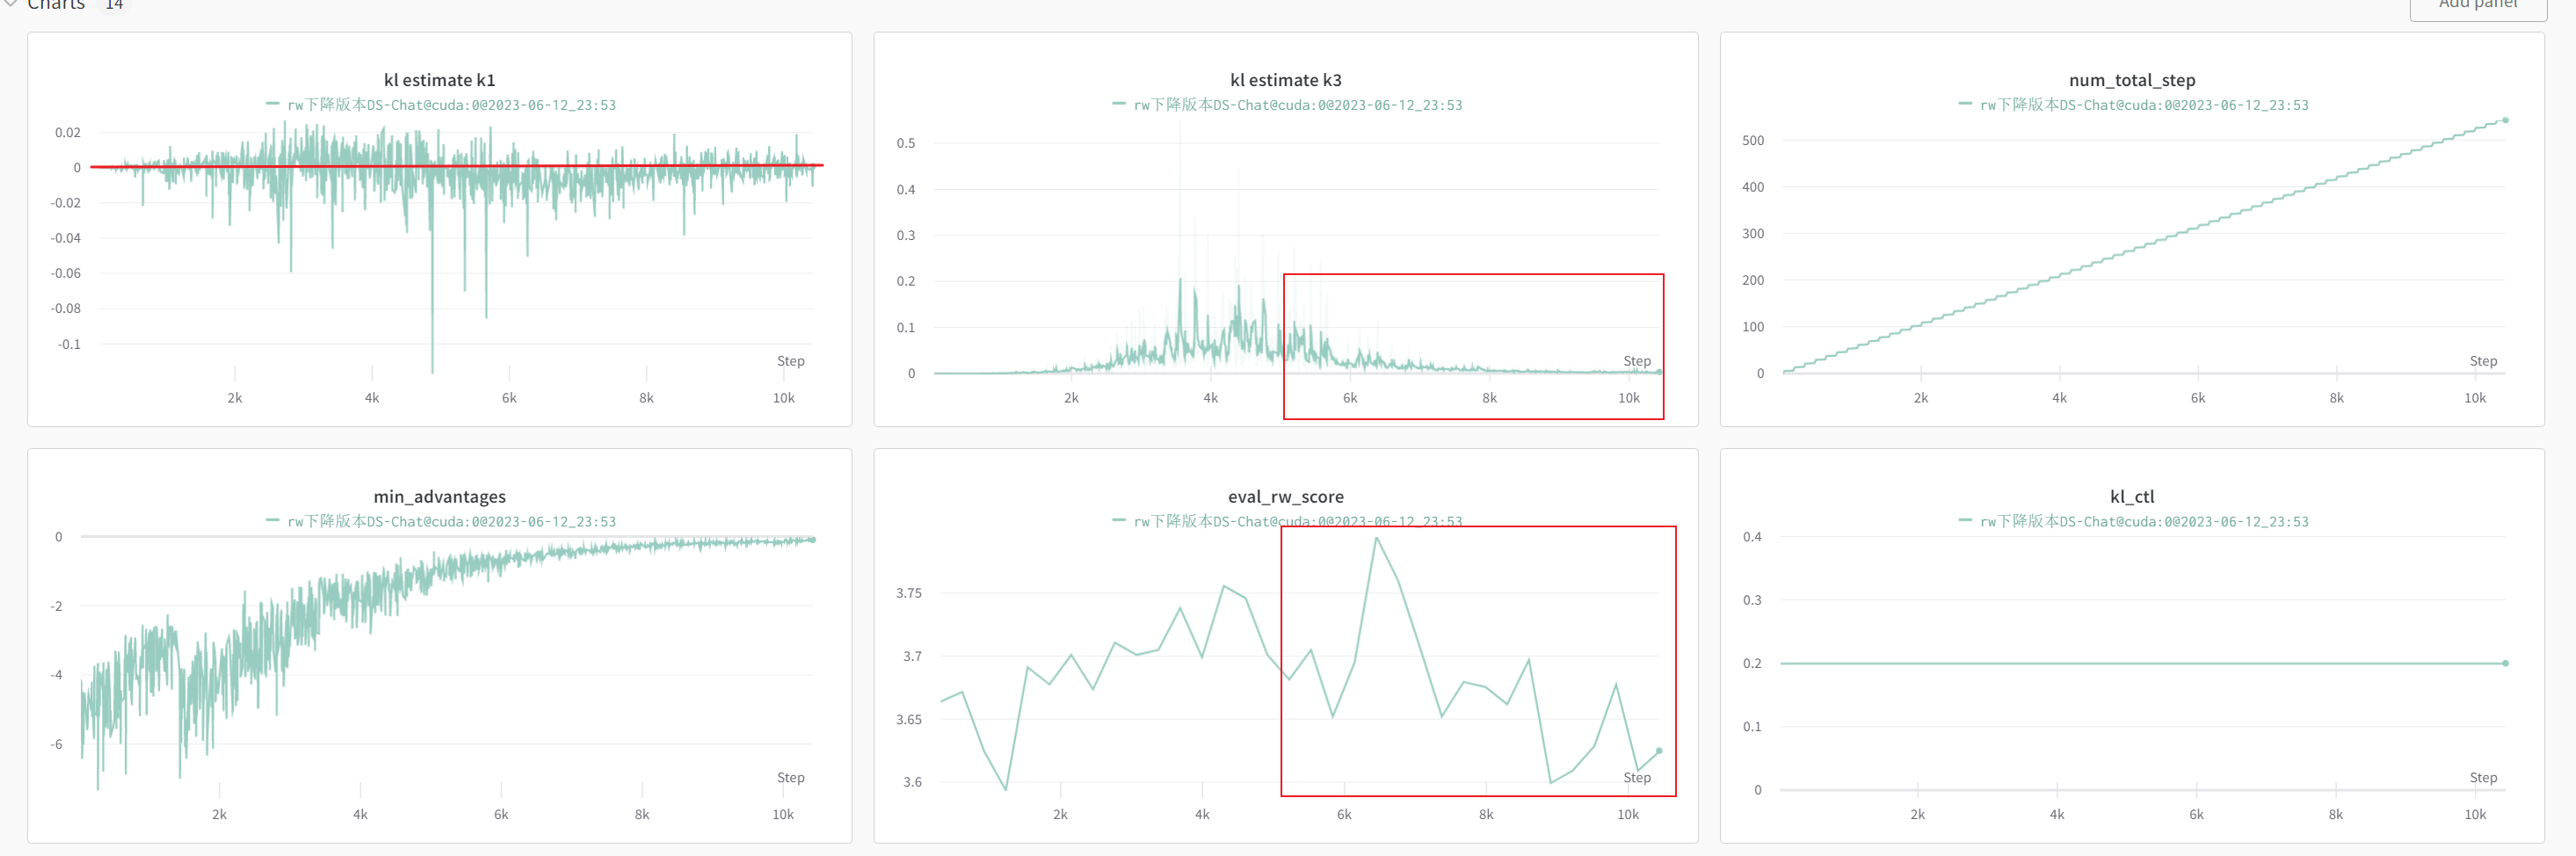 Charts 14
Add panel
kl estimate k1
rw下降版本DS-Chat@cuda:0@2023-06-12_23:53
0.02
0
-0.02
-0.04
-0.06
-0.08
-0.1
Step
2k
4k
6k
8k
10k
kl estimate k3
rw下降版本DS-Chat@cuda:0@2023-06-12_23:53
0.5
0.4
0.3
0.2
0.1
0
Step
2k
4k
6k
8k
10k
num_total_step
rw下降版本DS-Chat@cuda:0@2023-06-12_23:53
500
400
300
200
100
0
Step
2k
4k
6k
8k
10k
min_advantages
rw下降版本DS-Chat@cuda:0@2023-06-12_23:53
0
-2
-4
-6
Step
2k
4k
6k
8k
10k
eval_rw_score
rw下降版本DS-Chat@cuda:0@2023-06-12_23:53
3.75
3.7
3.65
3.6
Step
2k
4k
6k
8k
10k
kl_ctl
rw下降版本DS-Chat@cuda:0@2023-06-12_23:53
0.4
0.3
0.2
0.1
0
Step
2k
4k
6k
8k
10k